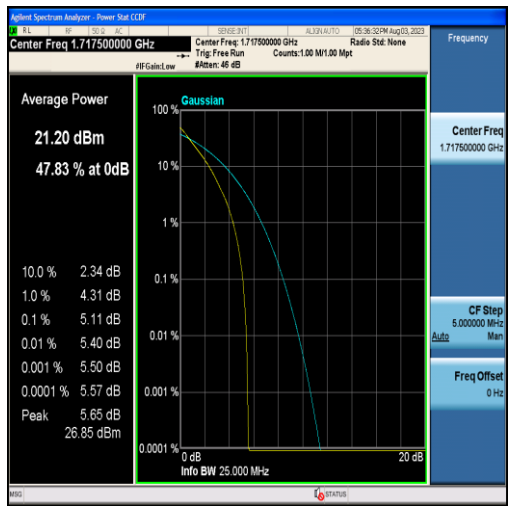 Agilent Spectrum Analyzer - Power Stat CCDF
RL RF 50 Ω AC SENSE:INT ALIGN AUTO 05:36:32 PM Aug 03, 2023
Center Freq 1.717500000 GHz
Center Freq: 1.717500000 GHz Radio Std: None
Trig: Free Run Counts:1.00 M/1.00 Mpt
#IFGain:Low #Atten: 46 dB
Frequency
Average Power
21.20 dBm
47.83 % at 0dB
10.0 % 2.34 dB
1.0 % 4.31 dB
0.1 % 5.11 dB
0.01 % 5.40 dB
0.001 % 5.50 dB
0.0001 % 5.57 dB
Peak 5.65 dB
26.85 dBm
Gaussian
100 %
10 %
1 %
0.1 %
0.01 %
0.001 %
0.0001 %
0 dB 20 dB
Info BW 25.000 MHz
Center Freq
1.717500000 GHz
CF Step
5.000000 MHz
Auto Man
Freq Offset
0 Hz
MSG STATUS